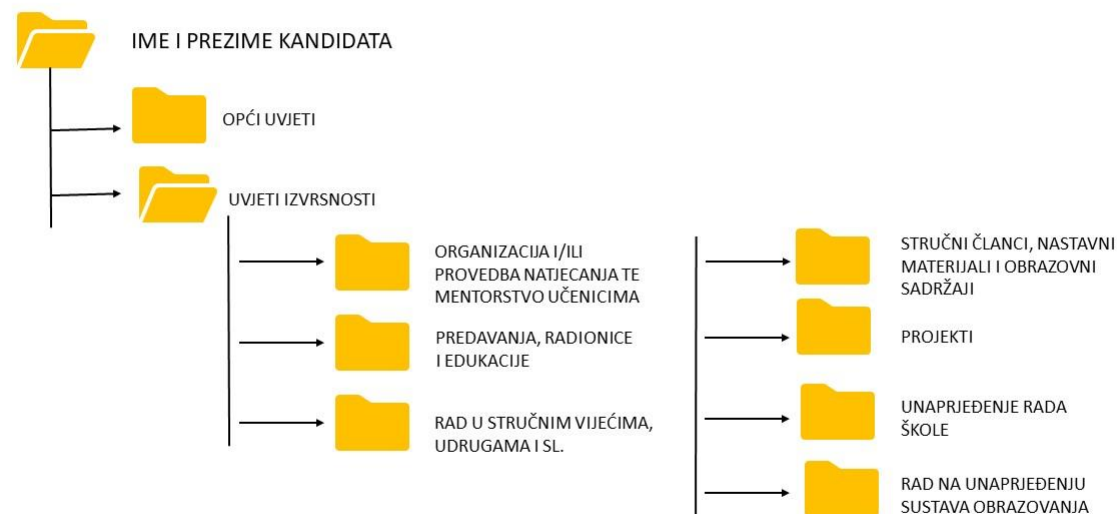 IME I PREZIME KANDIDATA
OPĆI UVJETI
UVJETI IZVRSNOSTI
ORGANIZACIJA I/ILI
PROVEDBA NATJECANJA TE
MENTORSTVO UČENICIMA
PREDAVANJA, RADIONICE
I EDUKACIJE
RAD U STRUČNIM VIJEĆIMA,
UDRUGAMA I SL.
STRUČNI ČLANCI, NASTAVNI
MATERIJALI I OBRAZOVNI
SADRŽAJI
PROJEKTI
UNAPRJEĐENJE RADA
ŠKOLE
RAD NA UNAPRJEĐENJU
SUSTAVA OBRAZOVANJA